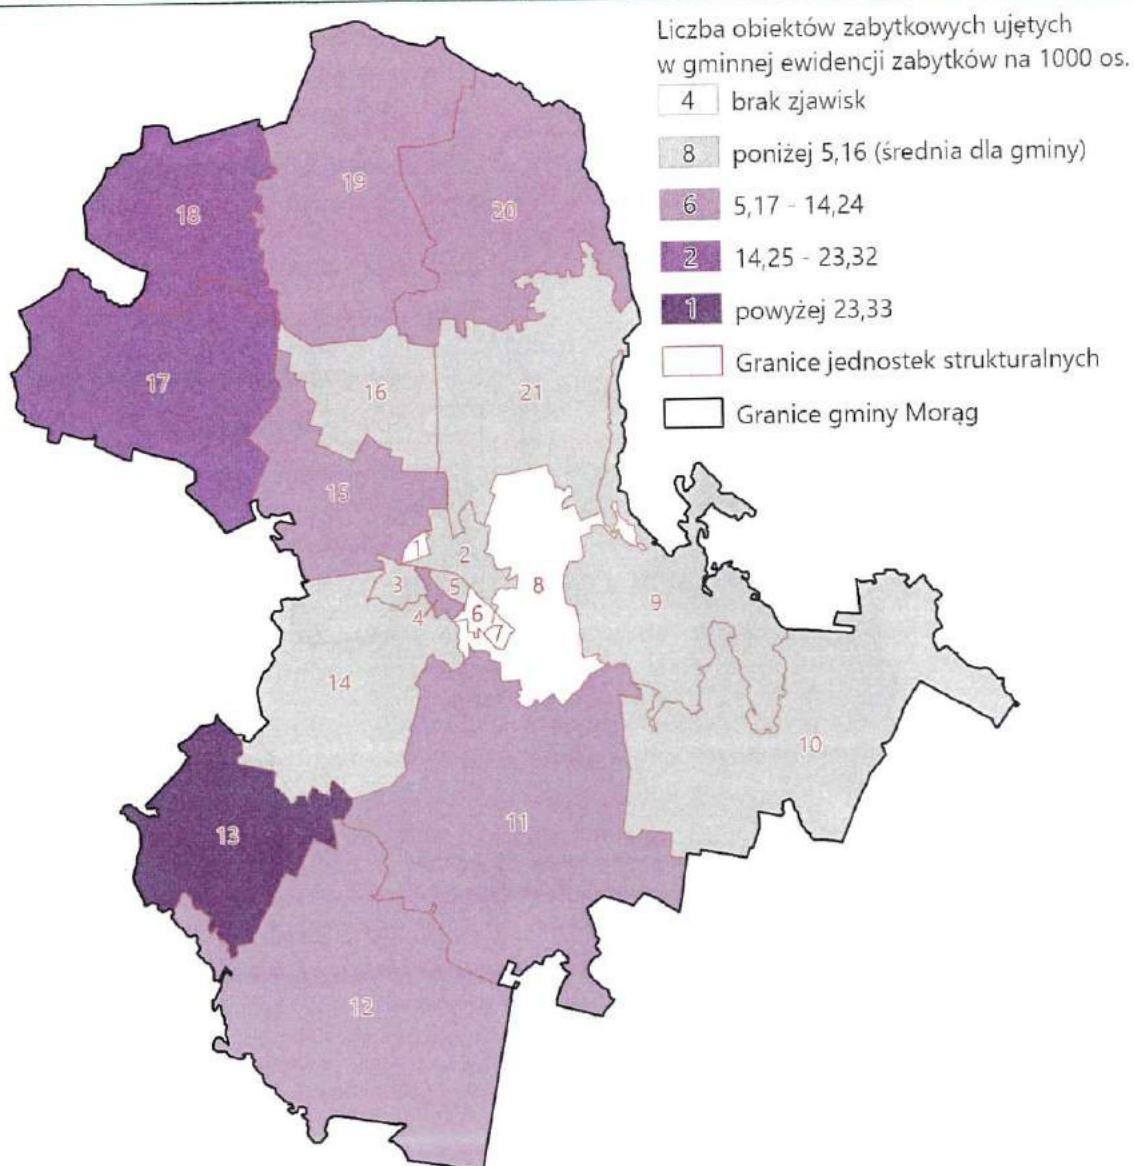 Liczba obiektów zabytkowych ujętych
w gminnej ewidencji zabytków na 1000 os.
4 brak zjawisk
8 poniżej 5,16 (średnia dla gminy)
6 5,17 - 14,24
2 14,25 - 23,32
1 powyżej 23,33
Granice jednostek strukturalnych
Granice gminy Morąg
19
18
20
17
16
21
15
1
2
3
5
8
9
4
6
7
14
10
11
13
12